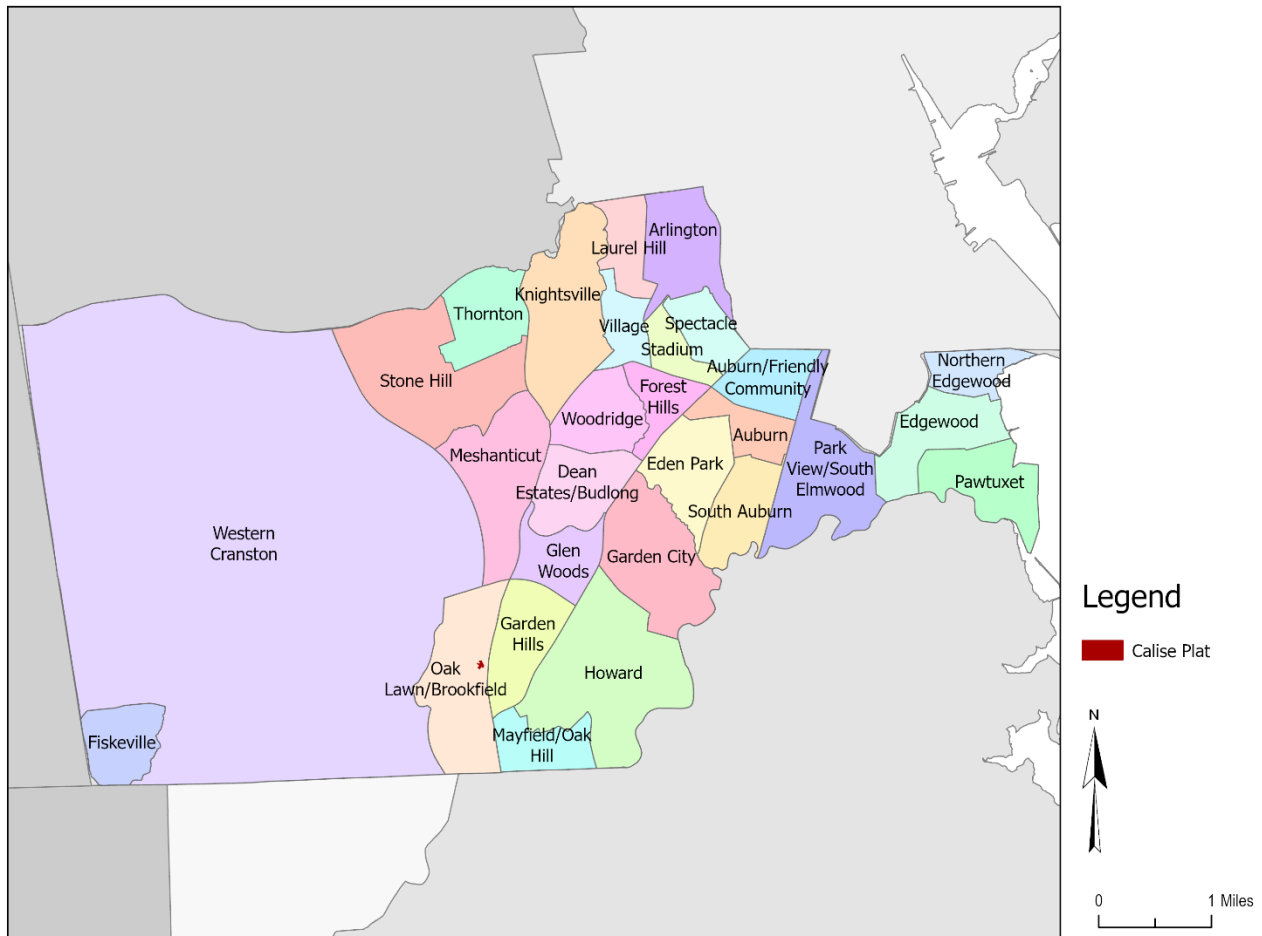 Arlington
Laurel Hill
Knightsville
Thornton
Village
Spectacle
Stadium
Northern
Edgewood
Auburn/Friendly
Community
Stone Hill
Forest
Hills
Woodridge
Edgewood
Auburn
Park
View/South
Elmwood
Meshanticut
Eden Park
Dean
Estates/Budlong
Pawtuxet
South Auburn
Western
Cranston
Glen
Woods
Garden City
Garden
Hills
Oak
Lawn/Brookfield
Howard
Fiskeville
Mayfield/Oak
Hill
Legend
Calise Plat
N
0
1 Miles